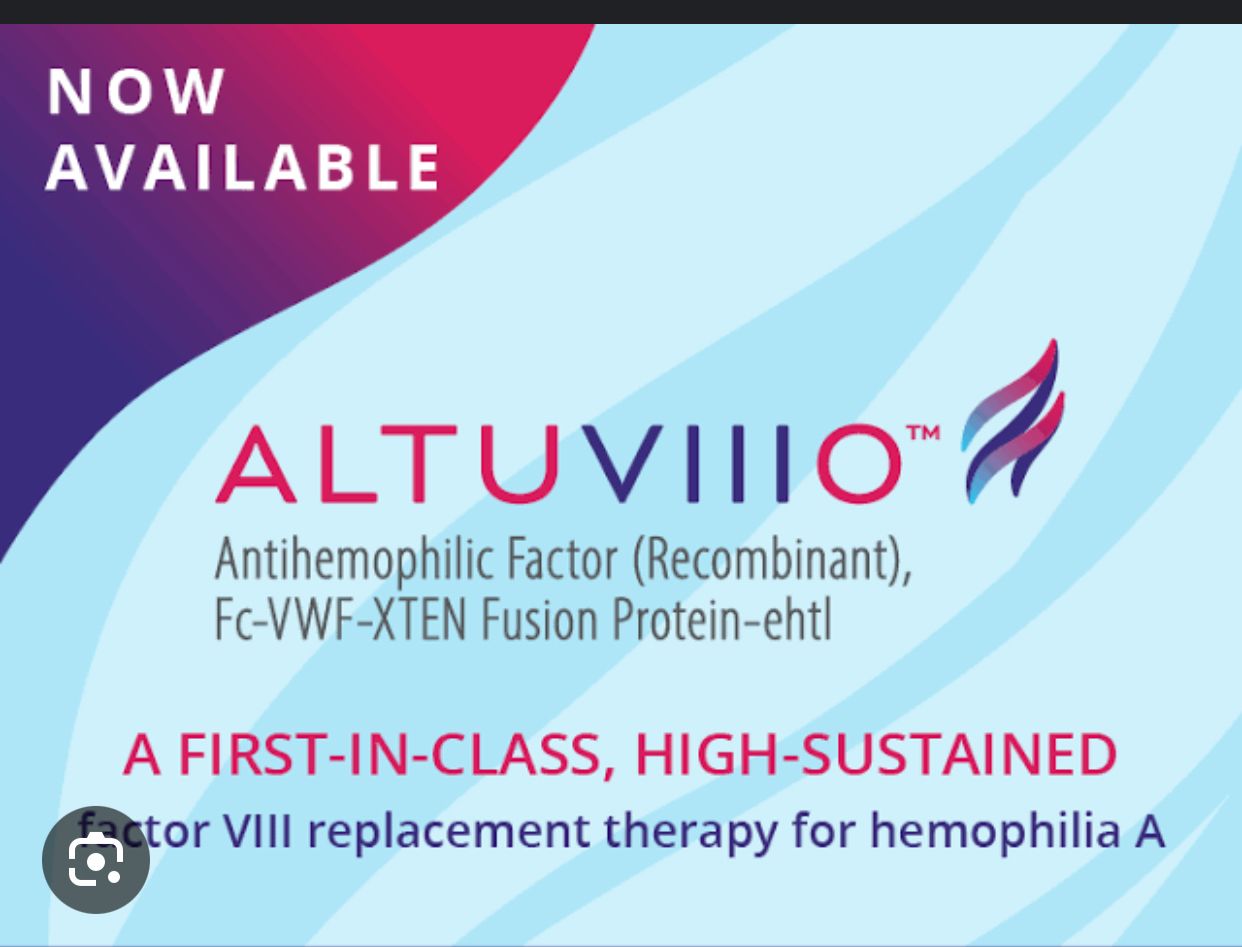 NOW
AVAILABLE
ALTUVIIIO™
Antihemophilic Factor (Recombinant),
Fc-VWF-XTEN Fusion Protein-ehtl
A FIRST-IN-CLASS, HIGH-SUSTAINED
factor VIII replacement therapy for hemophilia A